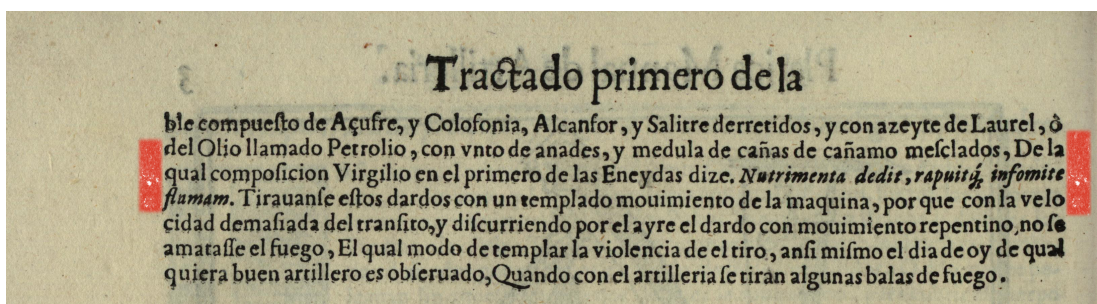 Tractado primero de la
ble compuesto de Açufre, y Colofonia, Alcanfor, y Salitre derretidos, y con azeyte de Laurel, ò
del Olio llamado Petrolio, con vnto de anades, y medula de cañas de cañamo mesclados, De la
qual composicion Virgilio en el primero de las Eneydas dize. Nutrimenta dedit, rapuitq́; infomite
flamam. Tirauanse estos dardos con un templado mouimiento de la maquina, por que con la velo
cidad demasiada del transito, y discurriendo por el ayre el dardo con mouimiento repentino, no se
amatasse el fuego, El qual modo de templar la violencia de el tiro, ansi mismo el dia de oy de qual
quiera buen artillero es obseruado, Quando con el artilleria se tiran algunas balas de fuego.